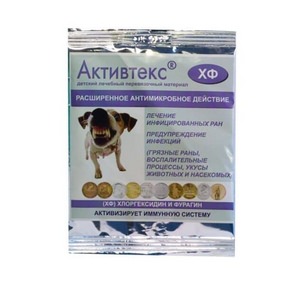 Активтекс® ХФ
детский лечебный перевязочный материал
РАСШИРЕННОЕ АНТИМИКРОБНОЕ ДЕЙСТВИЕ
ЛЕЧЕНИЕ
ИНФИЦИРОВАННЫХ РАН
ПРЕДУПРЕЖДЕНИЕ
ИНФЕКЦИЙ
(ГРЯЗНЫЕ РАНЫ,
ВОСПАЛИТЕЛЬНЫЕ
ПРОЦЕССЫ, УКУСЫ
ЖИВОТНЫХ И НАСЕКОМЫХ)
(ХФ) ХЛОРГЕКСИДИН И ФУРАГИН
АКТИВИЗИРУЕТ ИММУННУЮ СИСТЕМУ